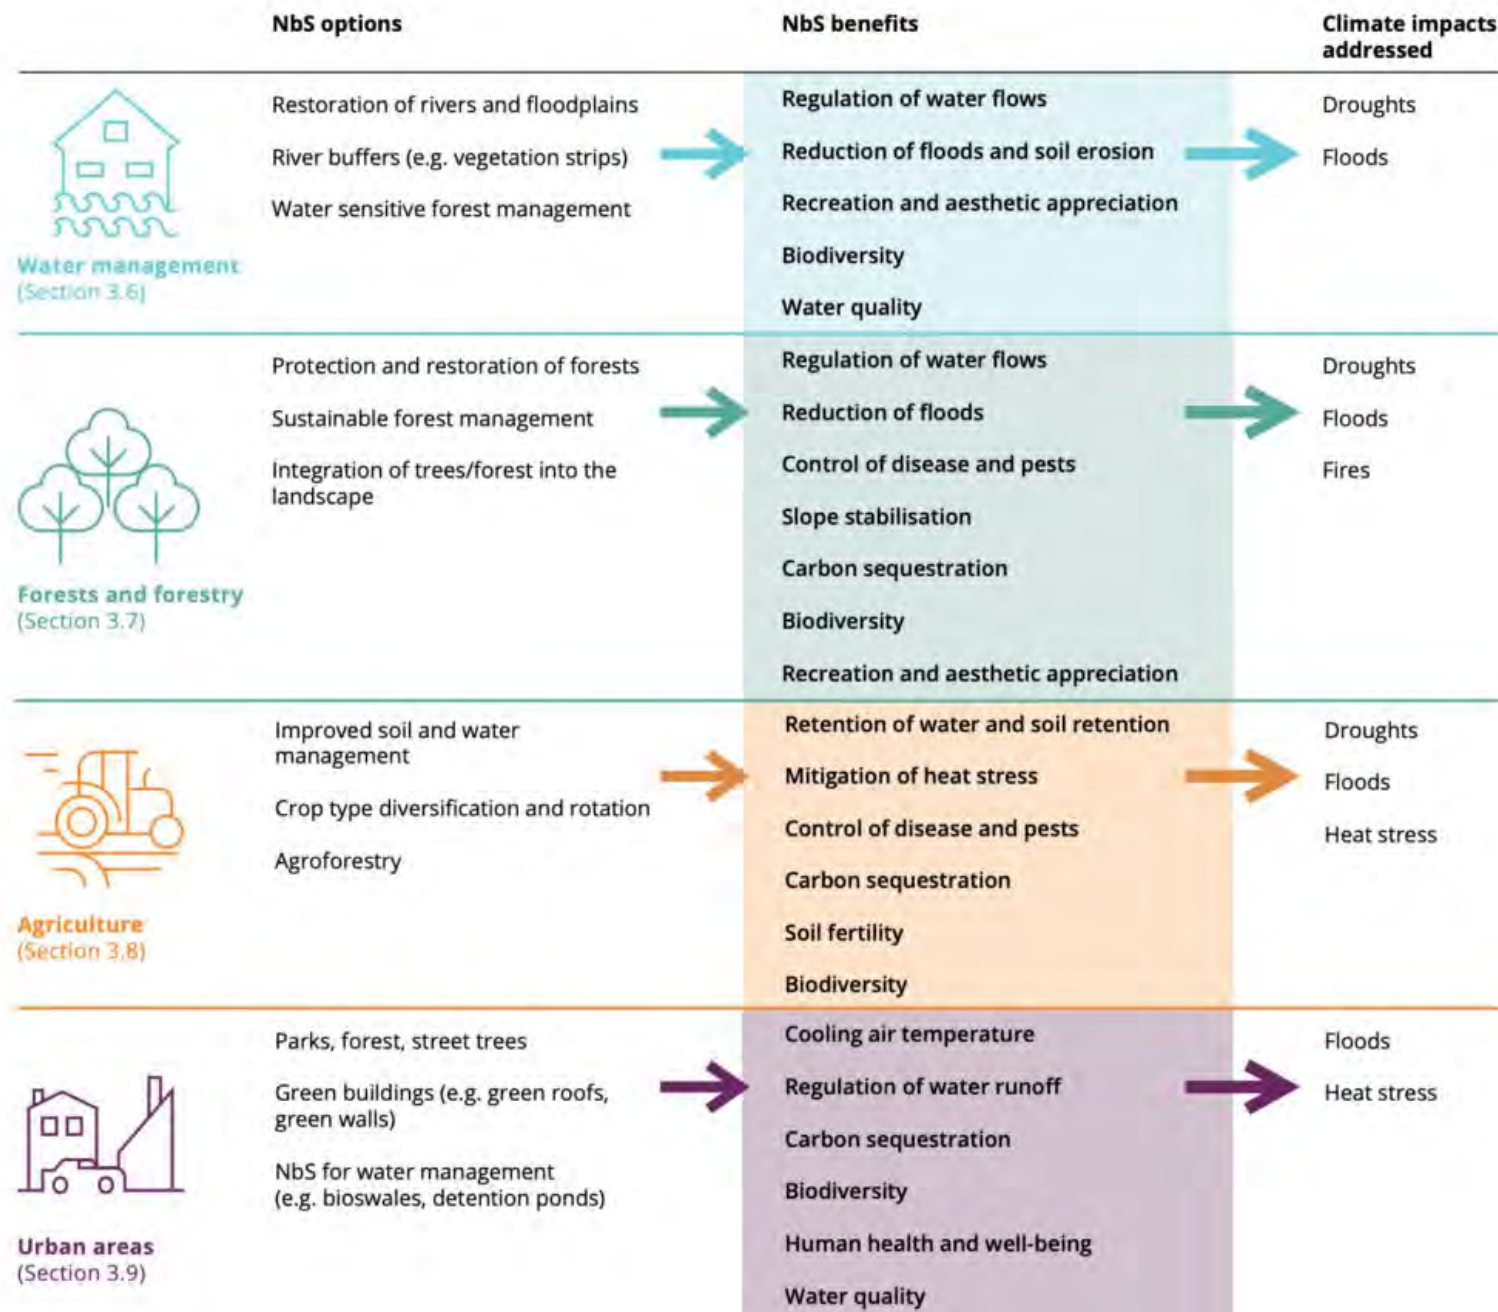 NbS options
NbS benefits
Climate impacts
addressed
Water management
(Section 3.6)
Restoration of rivers and floodplains
River buffers (e.g. vegetation strips)
Water sensitive forest management
Regulation of water flows
Reduction of floods and soil erosion
Recreation and aesthetic appreciation
Biodiversity
Water quality
Droughts
Floods
Forests and forestry
(Section 3.7)
Protection and restoration of forests
Sustainable forest management
Integration of trees/forest into the
landscape
Regulation of water flows
Reduction of floods
Control of disease and pests
Slope stabilisation
Carbon sequestration
Biodiversity
Recreation and aesthetic appreciation
Droughts
Floods
Fires
Agriculture
(Section 3.8)
Improved soil and water
management
Crop type diversification and rotation
Agroforestry
Retention of water and soil retention
Mitigation of heat stress
Control of disease and pests
Carbon sequestration
Soil fertility
Biodiversity
Droughts
Floods
Heat stress
Urban areas
(Section 3.9)
Parks, forest, street trees
Green buildings (e.g. green roofs,
green walls)
NbS for water management
(e.g. bioswales, detention ponds)
Cooling air temperature
Regulation of water runoff
Carbon sequestration
Biodiversity
Human health and well-being
Water quality
Floods
Heat stress